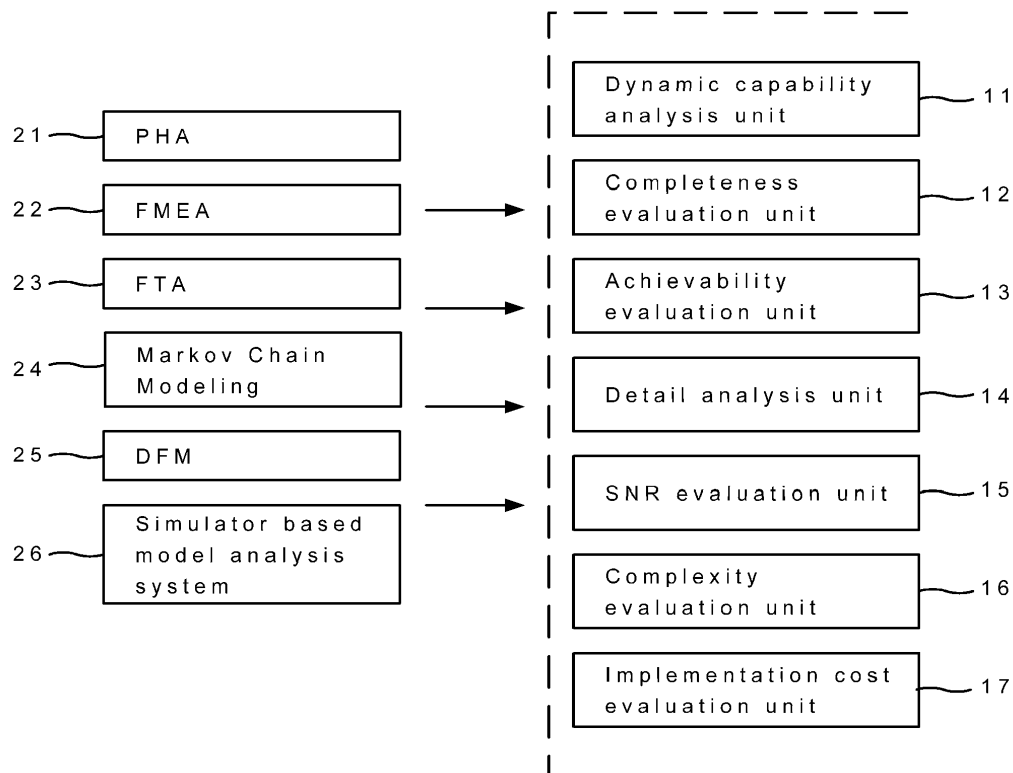 21
PHA
22
FMEA
23
FTA
24
Markov Chain
Modeling
25
DFM
26
Simulator based
model analysis
system
Dynamic capability
analysis unit
11
Completeness
evaluation unit
12
Achievability
evaluation unit
13
Detail analysis unit
14
SNR evaluation unit
15
Complexity
evaluation unit
16
Implementation cost
evaluation unit
17